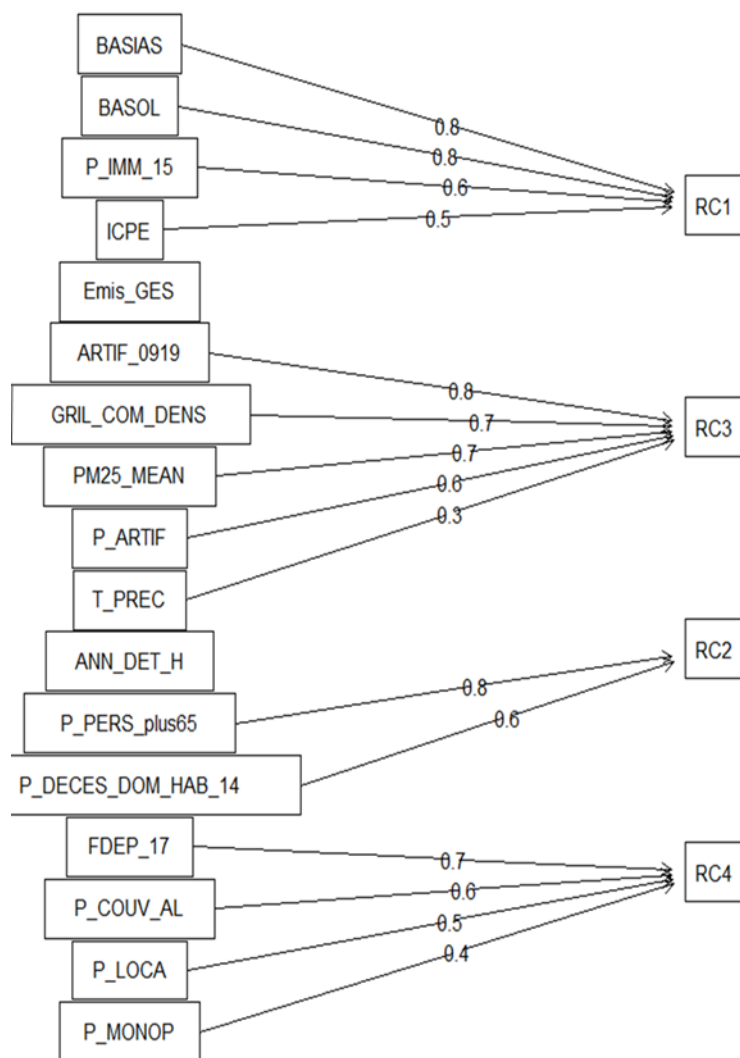 BASIAS
BASOL
P_IMM_15
ICPE
Emis_GES
ARTIF_0919
GRIL_COM_DENS
PM25_MEAN
P_ARTIF
T_PREC
ANN_DET_H
P_PERS_plus65
P_DECES_DOM_HAB_14
FDEP_17
P_COUV_AL
P_LOCA
P_MONOP
0.8
0.8
0.6
0.5
0.8
0.7
0.7
0.6
0.3
0.8
0.6
0.7
0.6
0.5
0.4
RC1
RC3
RC2
RC4